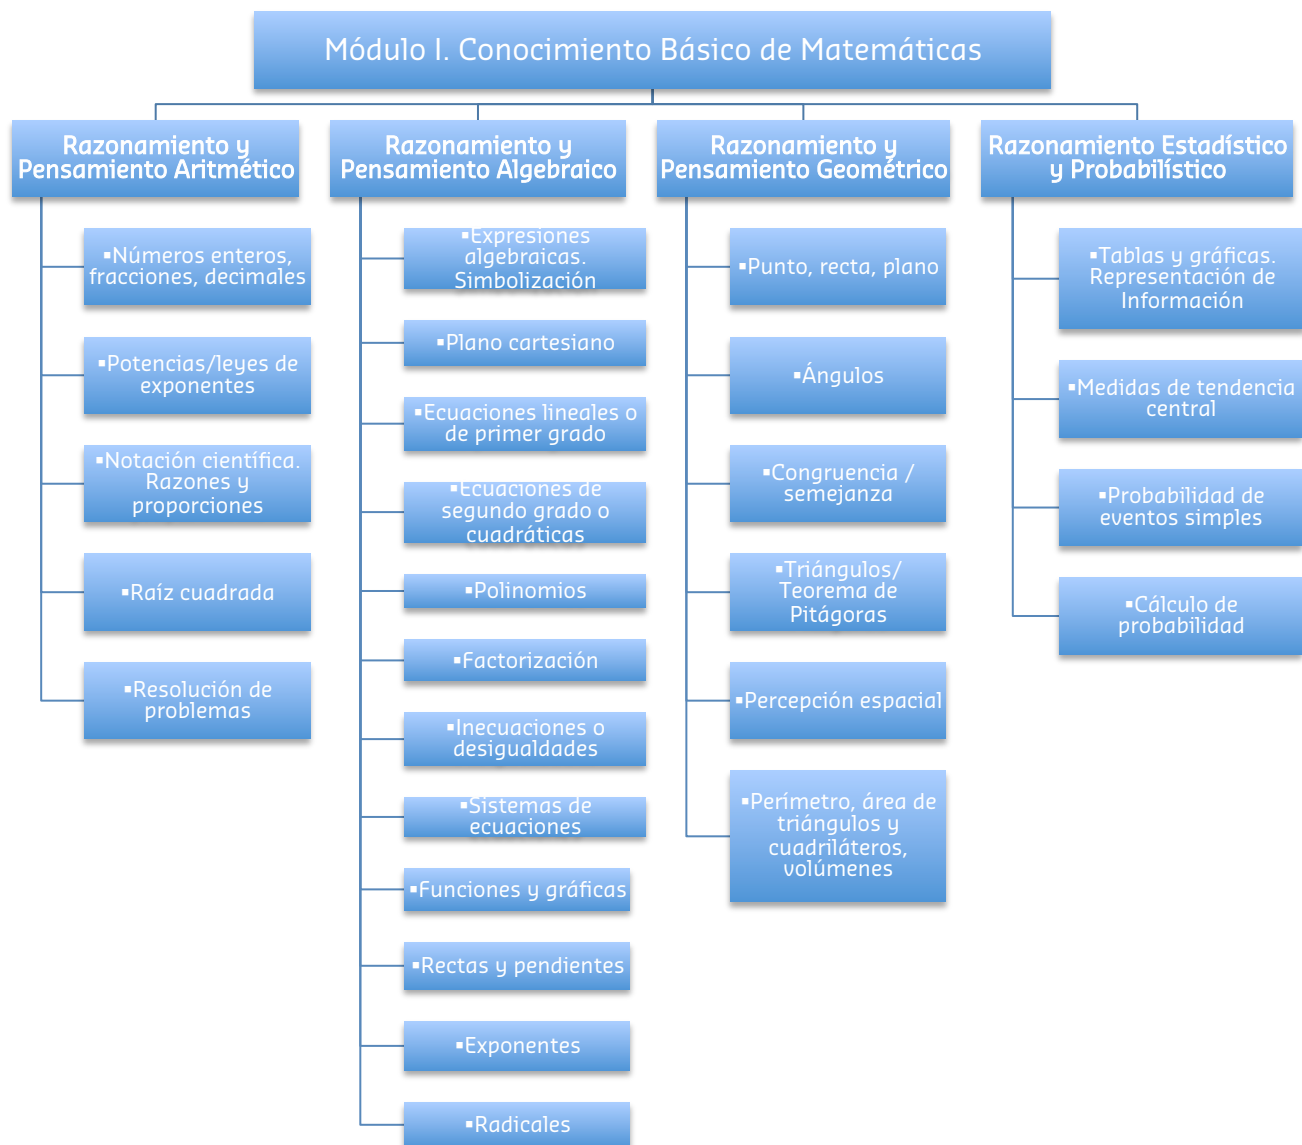 Módulo I. Conocimiento Básico de Matemáticas
Razonamiento y
Pensamiento Aritmético
▪Números enteros,
fracciones, decimales
▪Potencias/leyes de
exponentes
▪Notación científica.
Razones y
proporciones
▪Raíz cuadrada
▪Resolución de
problemas
Razonamiento y
Pensamiento Algebraico
▪Expresiones
algebraicas.
Simbolización
▪Plano cartesiano
▪Ecuaciones lineales o
de primer grado
▪Ecuaciones de
segundo grado o
cuadráticas
▪Polinomios
▪Factorización
▪Inecuaciones o
desigualdades
▪Sistemas de
ecuaciones
▪Funciones y gráficas
▪Rectas y pendientes
▪Exponentes
▪Radicales
Razonamiento y
Pensamiento Geométrico
▪Punto, recta, plano
▪Ángulos
▪Congruencia /
semejanza
▪Triángulos/
Teorema de
Pitágoras
▪Percepción espacial
▪Perímetro, área de
triángulos y
cuadriláteros,
volúmenes
Razonamiento Estadístico
y Probabilístico
▪Tablas y gráficas.
Representación de
Información
▪Medidas de tendencia
central
▪Probabilidad de
eventos simples
▪Cálculo de
probabilidad